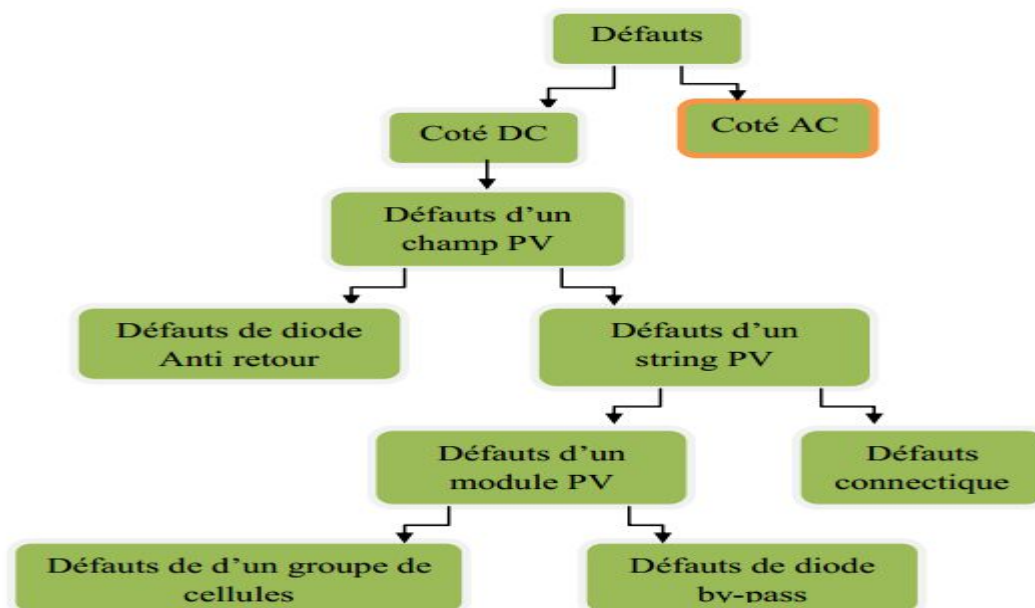 Défauts
Coté DC
Coté AC
Défauts d’un
champ PV
Défauts de diode
Anti retour
Défauts d’un
string PV
Défauts d’un
module PV
Défauts
connectique
Défauts de d’un groupe de
cellules
Défauts de diode
by-pass